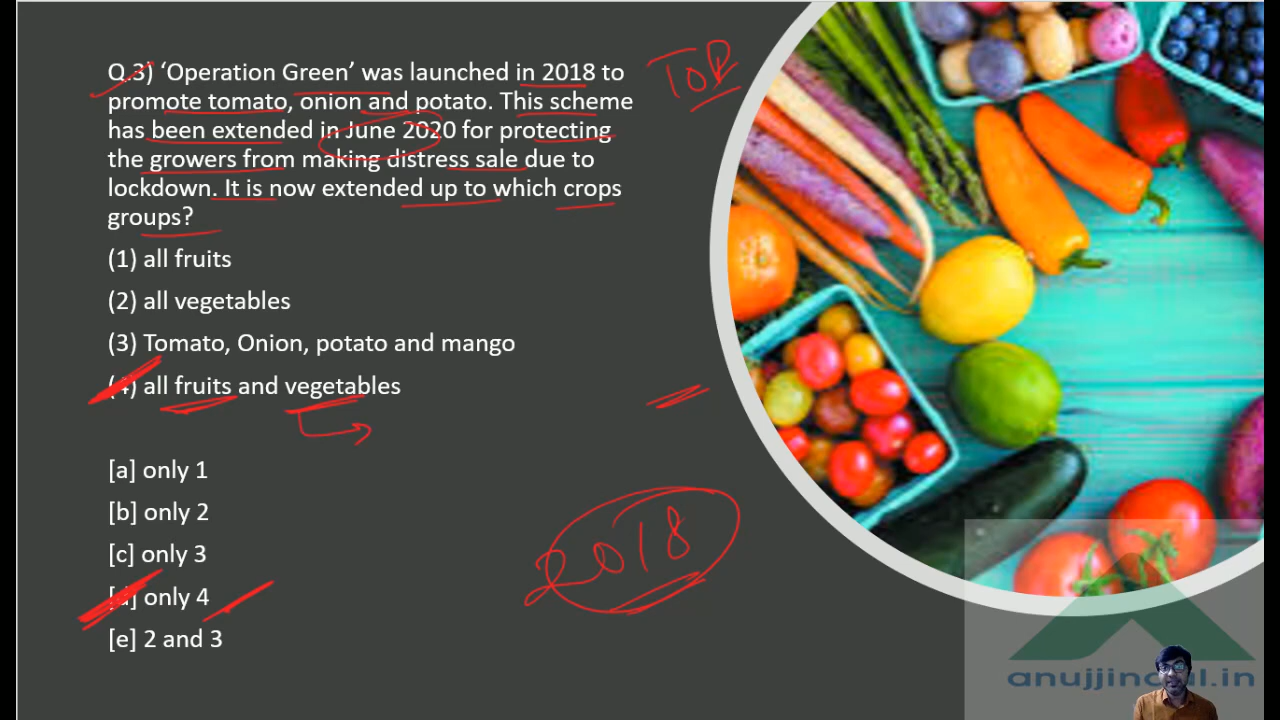 Q.3) ‘Operation Green’ was launched in 2018 to
promote tomato, onion and potato. This scheme
has been extended in June 2020 for protecting
the growers from making distress sale due to
lockdown. It is now extended up to which crops
groups?
(1) all fruits
(2) all vegetables
(3) Tomato, Onion, potato and mango
(4) all fruits and vegetables
[a] only 1
[b] only 2
[c] only 3
[d] only 4
[e] 2 and 3
TOP
2018
anujjindal.in